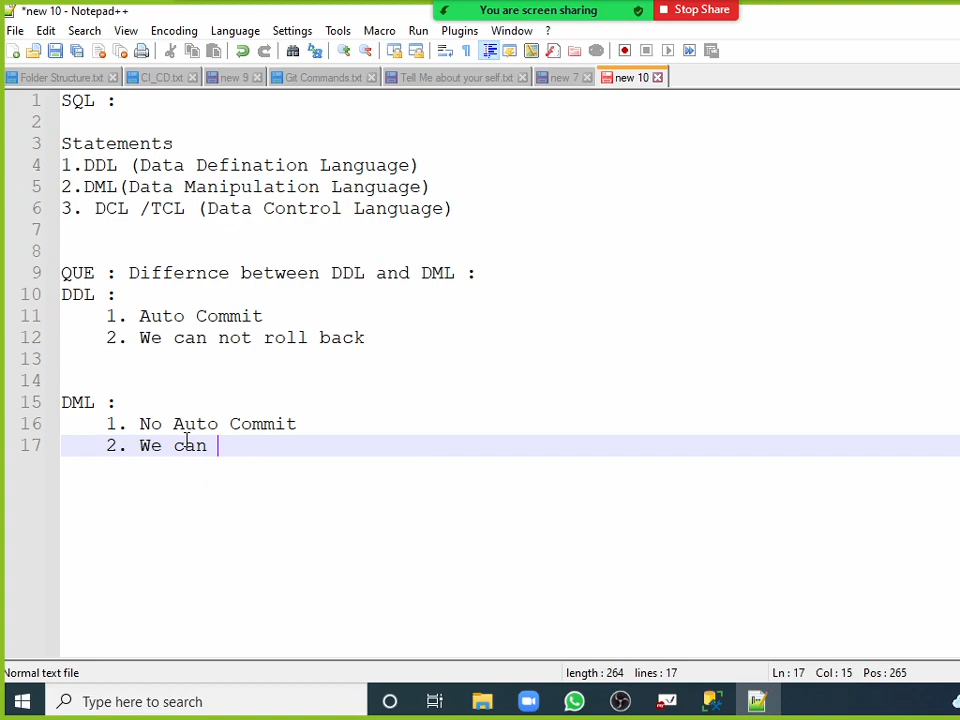 *new 10 - Notepad++
You are screen sharing
Stop Share
File Edit Search View Encoding Language Settings Tools Macro Run Plugins Window ?
Folder Structure.txt CI_CD.txt new 9 Git Commands.txt Tell Me about your self.txt new 7 new 10
1 SQL :
2
3 Statements
4 1.DDL (Data Defination Language)
5 2.DML(Data Manipulation Language)
6 3. DCL /TCL (Data Control Language)
7
8
9 QUE : Differnce between DDL and DML :
10 DDL :
11 1. Auto Commit
12 2. We can not roll back
13
14
15 DML :
16 1. No Auto Commit
17 2. We can
Normal text file length : 264 lines : 17 Ln : 17 Col : 15 Pos : 265
Type here to search